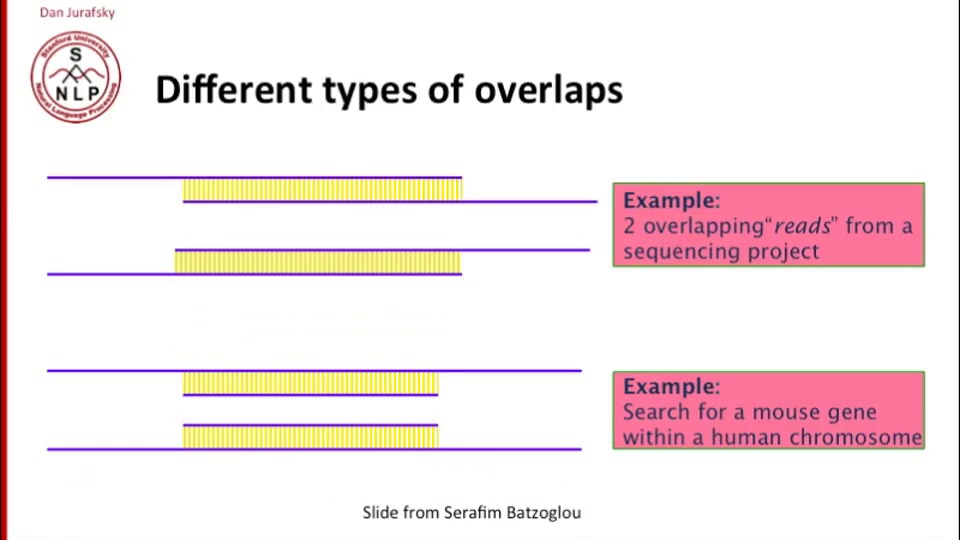 Dan Jurafsky
Stanford University
S
NLP
Natural Language Processing
Different types of overlaps
Example:
2 overlapping“reads” from a
sequencing project
Example:
Search for a mouse gene
within a human chromosome
Slide from Serafim Batzoglou